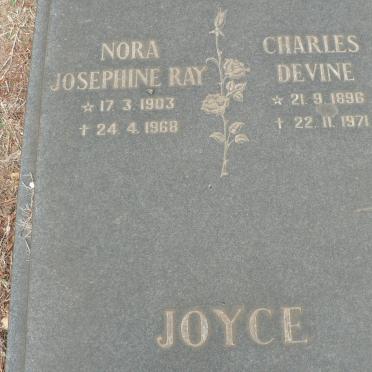 NORA
JOSEPHINE RAY
☆ 17. 3. 1903
† 24. 4. 1968
CHARLES
DEVINE
☆ 21. 9. 1896
† 22. 11. 1971
JOYCE